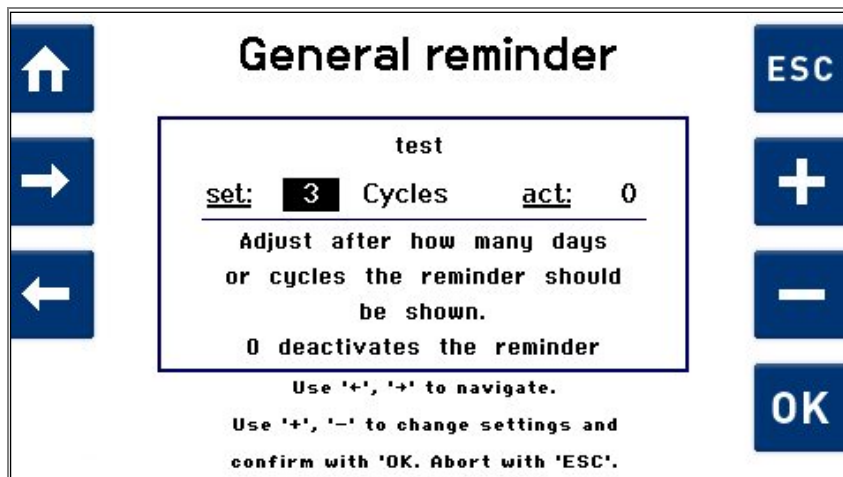 General reminder
ESC
test
set: 3 Cycles act: 0
Adjust after how many days
or cycles the reminder should
be shown.
0 deactivates the reminder
Use '←', '→' to navigate.
Use '+', '−' to change settings and
confirm with 'OK. Abort with 'ESC'.
OK